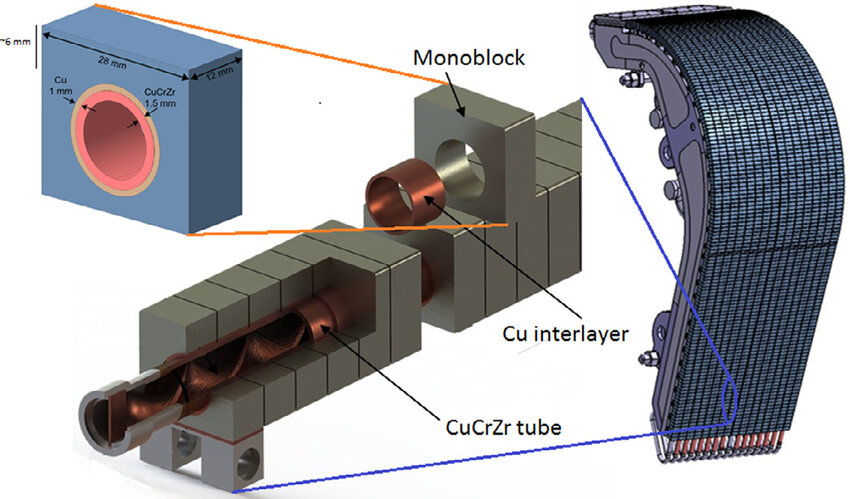 ~6 mm
28 mm
12 mm
Cu
1 mm
CuCrZr
1.5 mm
Monoblock
Cu interlayer
CuCrZr tube